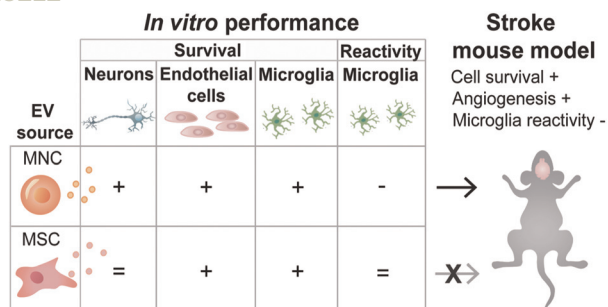 In vitro performance
Stroke
mouse model
Survival
Reactivity
Neurons
Endothelial
cells
Microglia
Microglia
Cell survival +
Angiogenesis +
Microglia reactivity -
EV
source
MNC
+
+
+
-
MSC
=
+
+
=
X